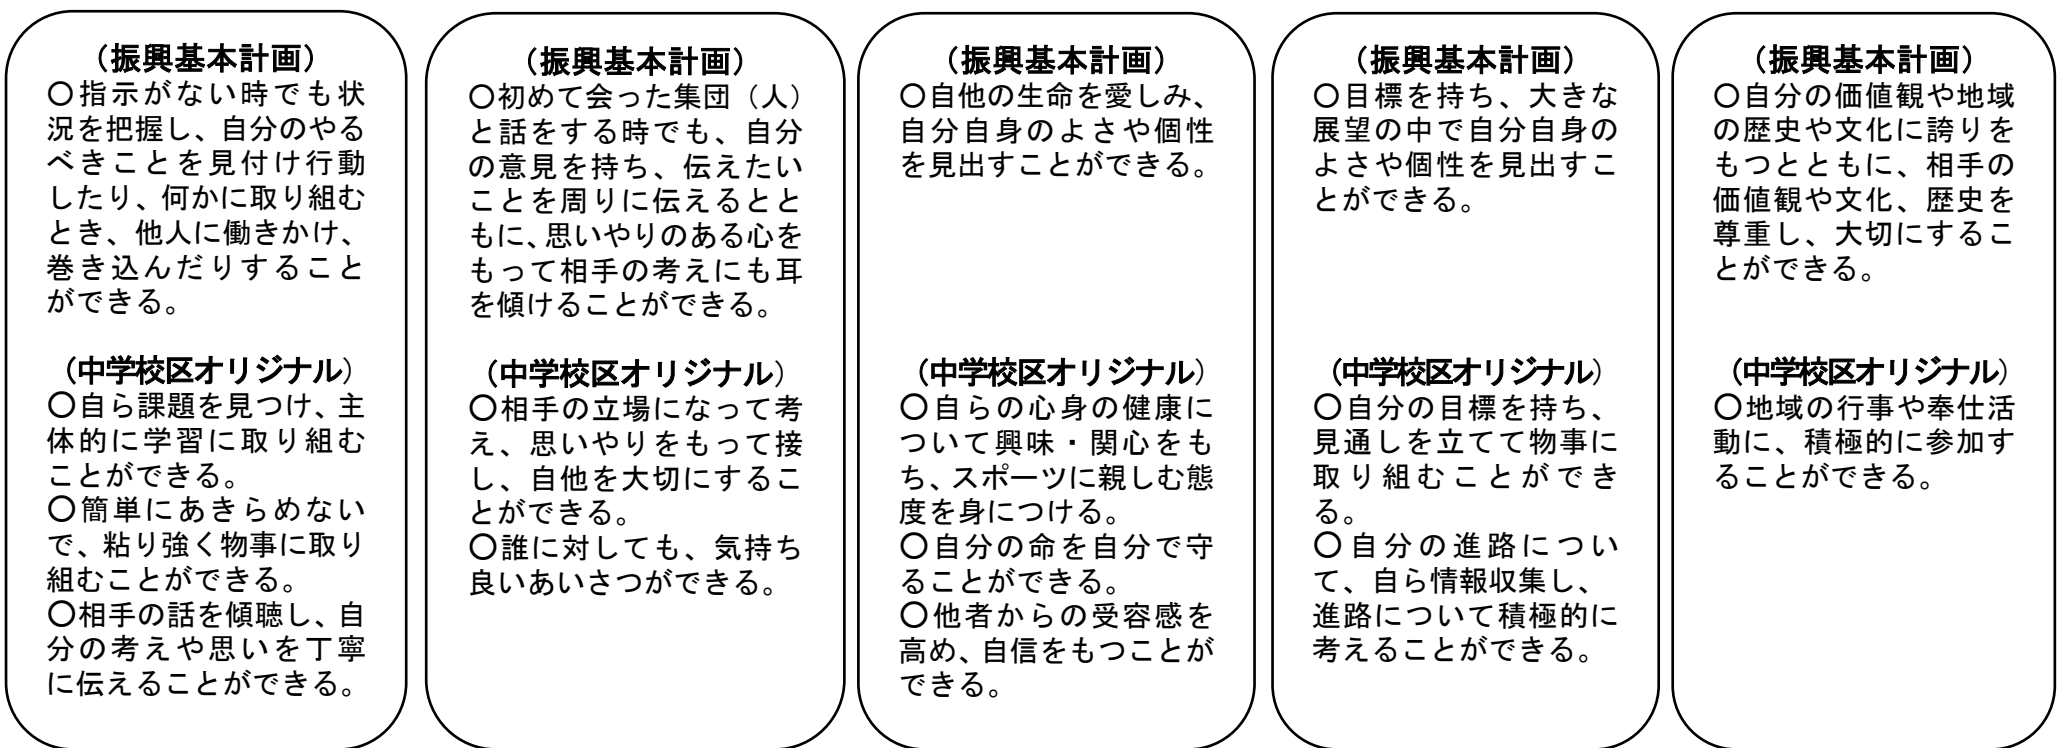 (振興基本計画)
〇指示がない時でも状
況を把握し、自分のやる
べきことを見付け行動
したり、何かに取り組む
とき、他人に働きかけ、
巻き込んだりすること
ができる。
(中学校区オリジナル)
〇自ら課題を見つけ、主
体的に学習に取り組む
ことができる。
〇簡単にあきらめない
で、粘り強く物事に取り
組むことができる。
〇相手の話を傾聴し、自
分の考えや思いを丁寧
に伝えることができる。
(振興基本計画)
〇初めて会った集団（人）
と話をする時でも、自分
の意見を持ち、伝えたい
ことを周りに伝えるとと
もに、思いやりのある心を
もって相手の考えにも耳
を傾けることができる。
(中学校区オリジナル)
〇相手の立場になって考
え、思いやりをもって接
し、自他を大切にするこ
とができる。
〇誰に対しても、気持ち
良いあいさつができる。
(振興基本計画)
〇自他の生命を愛しみ、
自分自身のよさや個性
を見出すことができる。
(中学校区オリジナル)
〇自らの心身の健康に
ついて興味・関心をも
ち、スポーツに親しむ態
度を身につける。
〇自分の命を自分で守
ることができる。
〇他者からの受容感を
高め、自信をもつことが
できる。
(振興基本計画)
〇目標を持ち、大きな
展望の中で自分自身の
よさや個性を見出すこ
とができる。
(中学校区オリジナル)
〇自分の目標を持ち、
見通しを立てて物事に
取り組むことができ
る。
〇自分の進路につい
て、自ら情報収集し、
進路について積極的に
考えることができる。
(振興基本計画)
〇自分の価値観や地域
の歴史や文化に誇りを
もつとともに、相手の
価値観や文化、歴史を
尊重し、大切にするこ
とができる。
(中学校区オリジナル)
〇地域の行事や奉仕活
動に、積極的に参加す
ることができる。